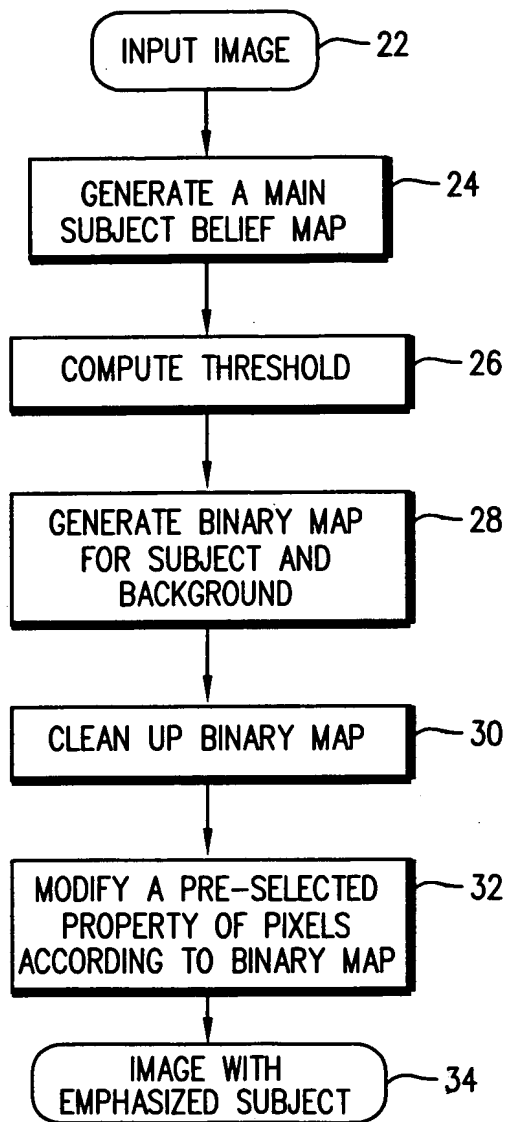 INPUT IMAGE
22
GENERATE A MAIN
SUBJECT BELIEF MAP
24
COMPUTE THRESHOLD
26
GENERATE BINARY MAP
FOR SUBJECT AND
BACKGROUND
28
CLEAN UP BINARY MAP
30
MODIFY A PRE-SELECTED
PROPERTY OF PIXELS
ACCORDING TO BINARY MAP
32
IMAGE WITH
EMPHASIZED SUBJECT
34